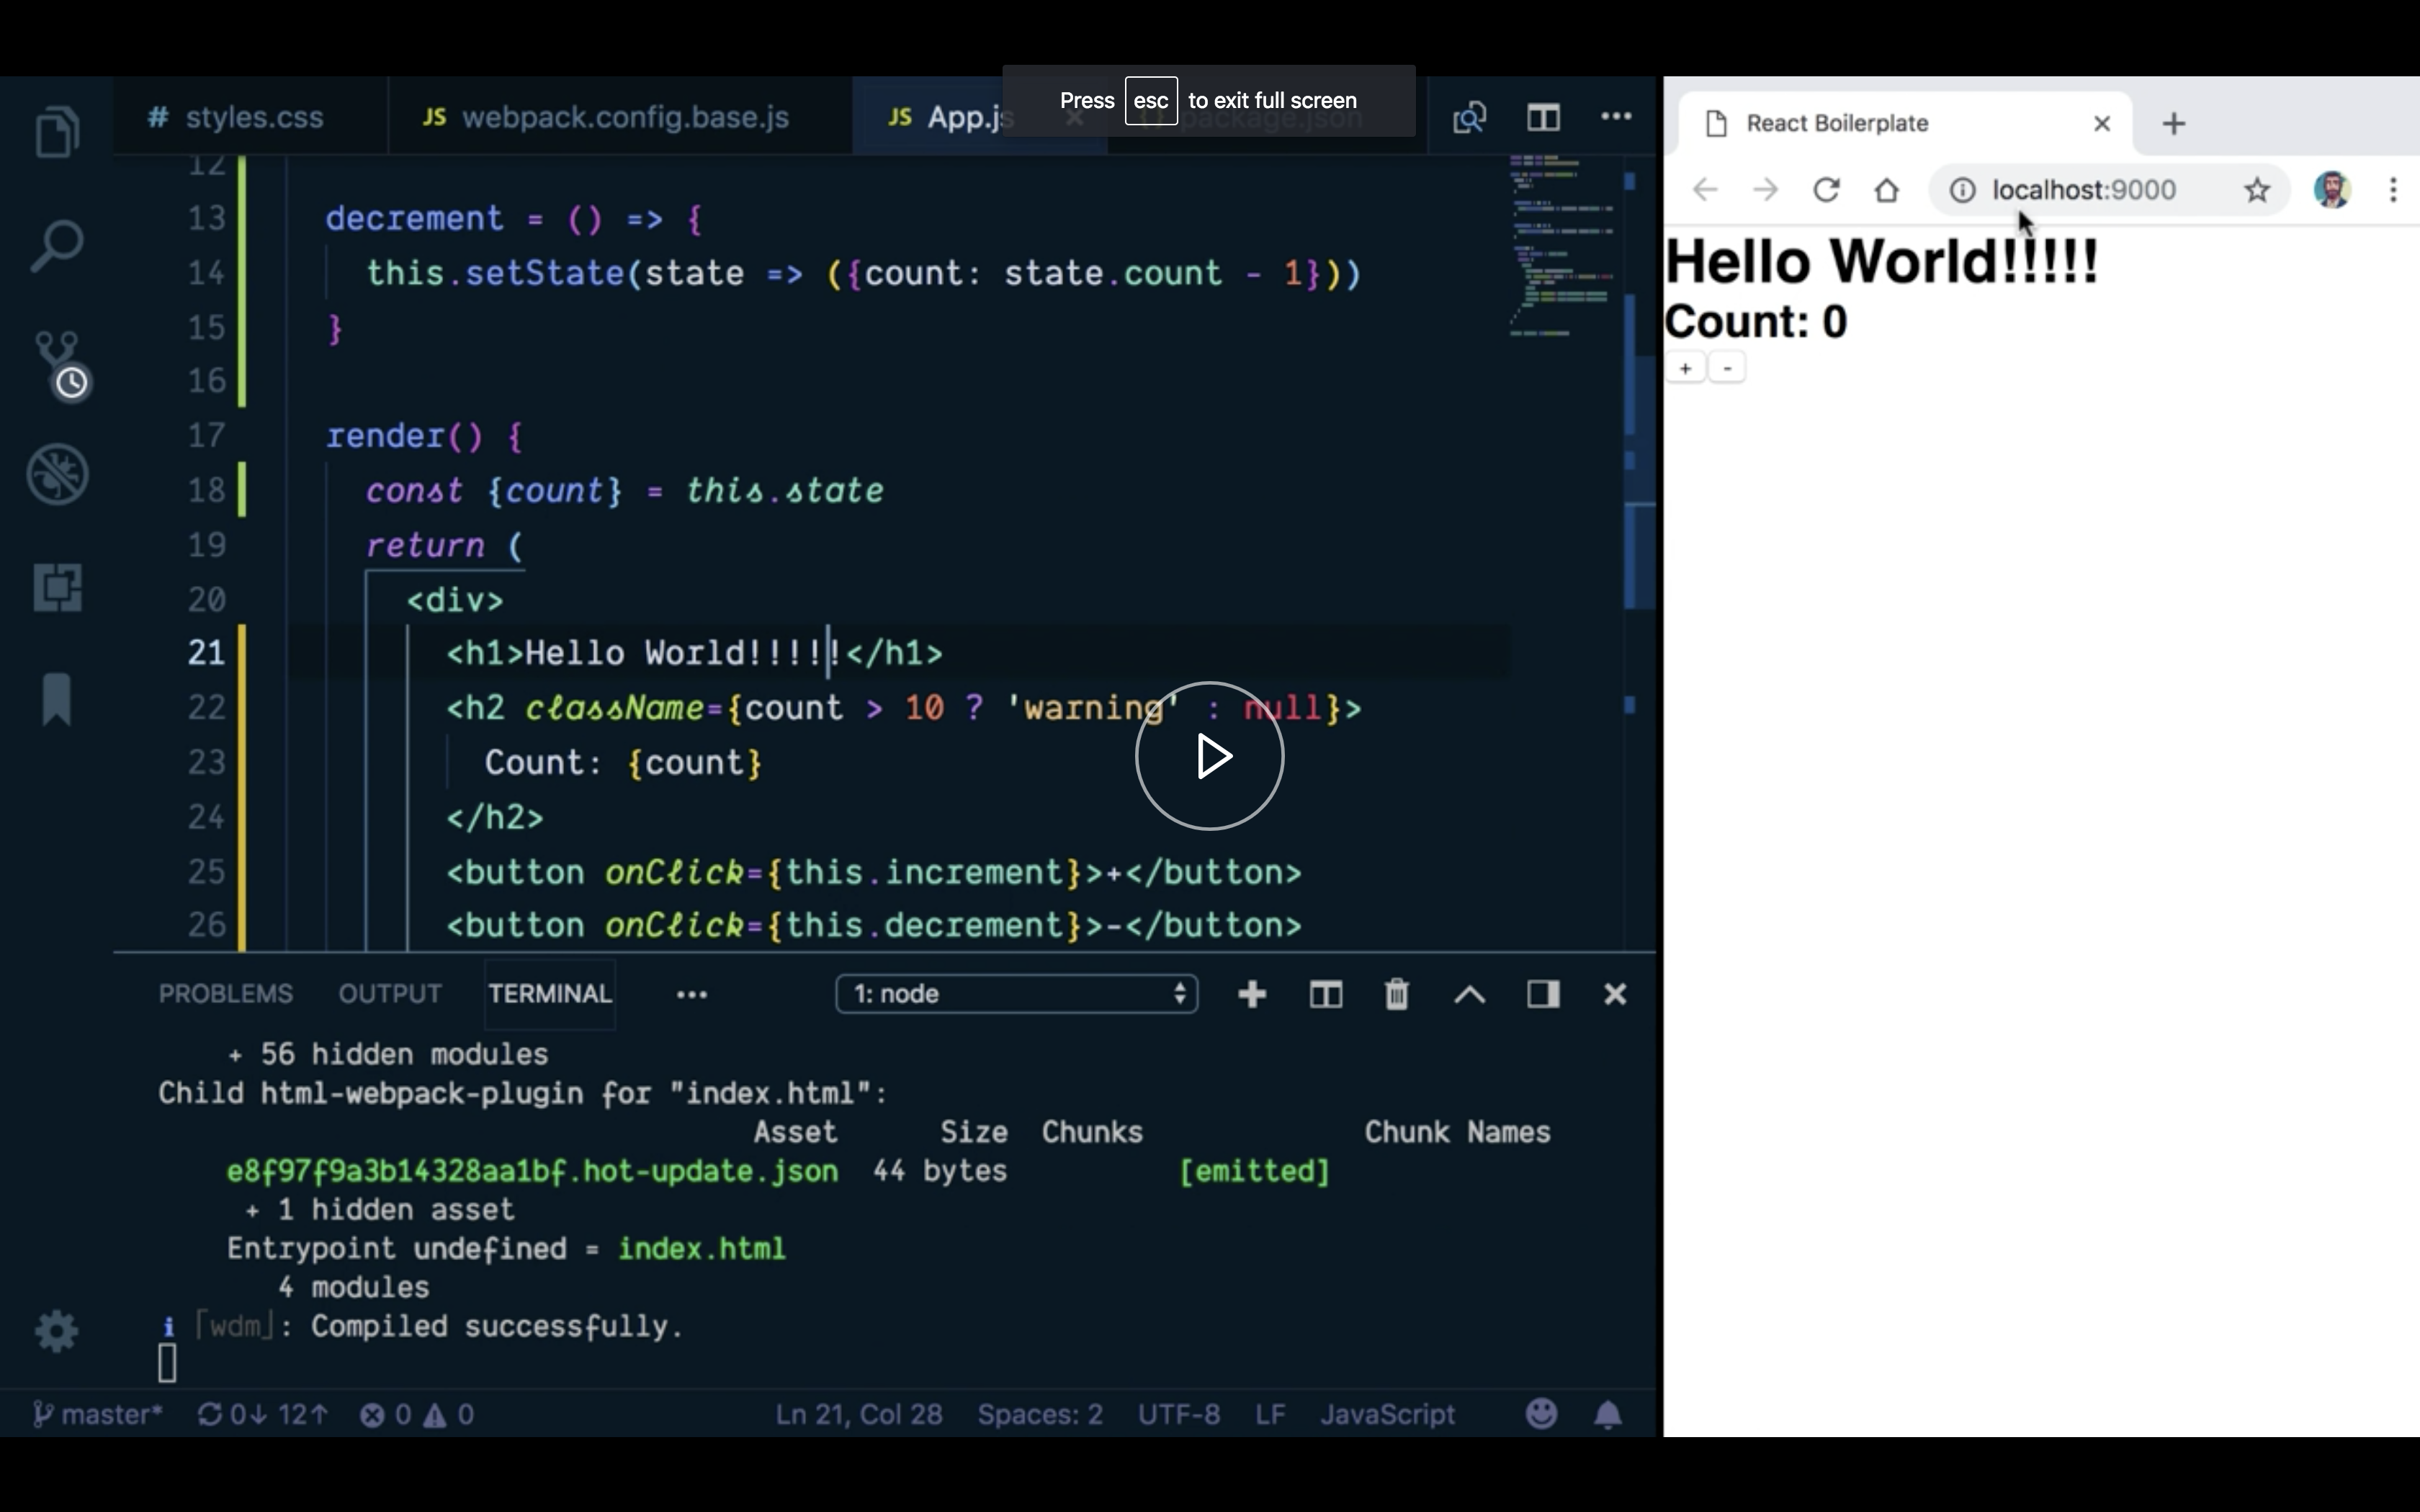 Press esc to exit full screen
# styles.css
JS webpack.config.base.js
JS App.js
{} package.json
12
13 decrement = () => {
14 this.setState(state => ({count: state.count - 1}))
15 }
16
17 render() {
18 const {count} = this.state
19 return (
20 <div>
21 <h1>Hello World!!!!!</h1>
22 <h2 className={count > 10 ? 'warning' : null}>
23 Count: {count}
24 </h2>
25 <button onClick={this.increment}>+</button>
26 <button onClick={this.decrement}>-</button>
PROBLEMS OUTPUT TERMINAL ••• 1: node
+ 56 hidden modules
Child html-webpack-plugin for "index.html":
Asset Size Chunks Chunk Names
e8f97f9a3b14328aa1bf.hot-update.json 44 bytes [emitted]
+ 1 hidden asset
Entrypoint undefined = index.html
4 modules
i ｢wdm｣: Compiled successfully.
master* 0↓ 12↑ 0 0 Ln 21, Col 28 Spaces: 2 UTF-8 LF JavaScript
React Boilerplate
localhost:9000
Hello World!!!!!
Count: 0
+ -